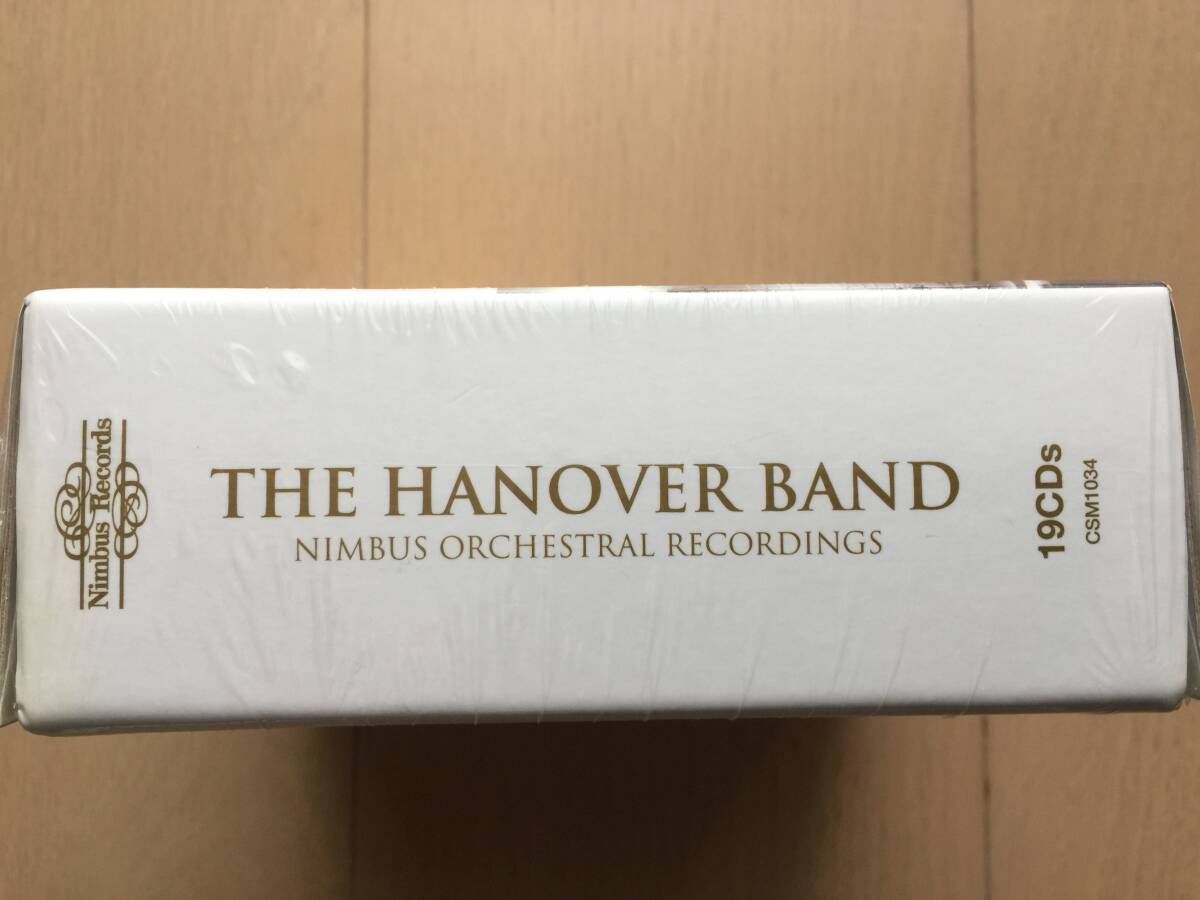 Nimbus Records
THE HANOVER BAND
NIMBUS ORCHESTRAL RECORDINGS
19CDs
CSM1034